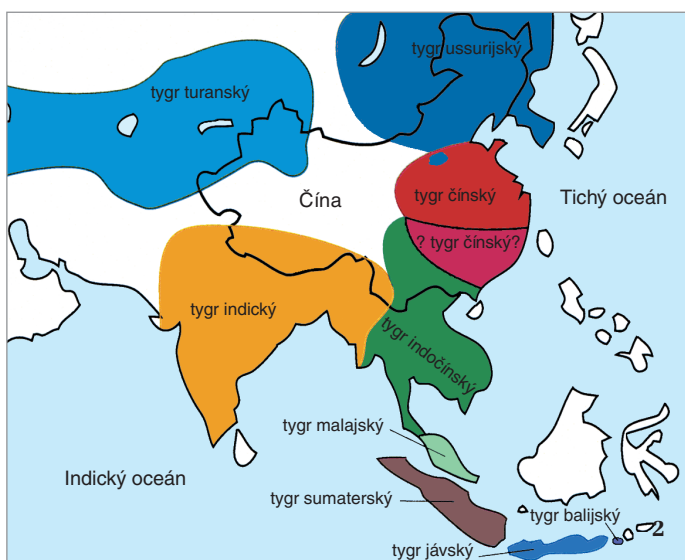 tygr ussurijský
tygr turanský
tygr čínský
Čína
Tichý oceán
? tygr čínský?
tygr indický
tygr indočínský
tygr malajský
Indický oceán
tygr sumaterský
tygr balijský
2
tygr jávský